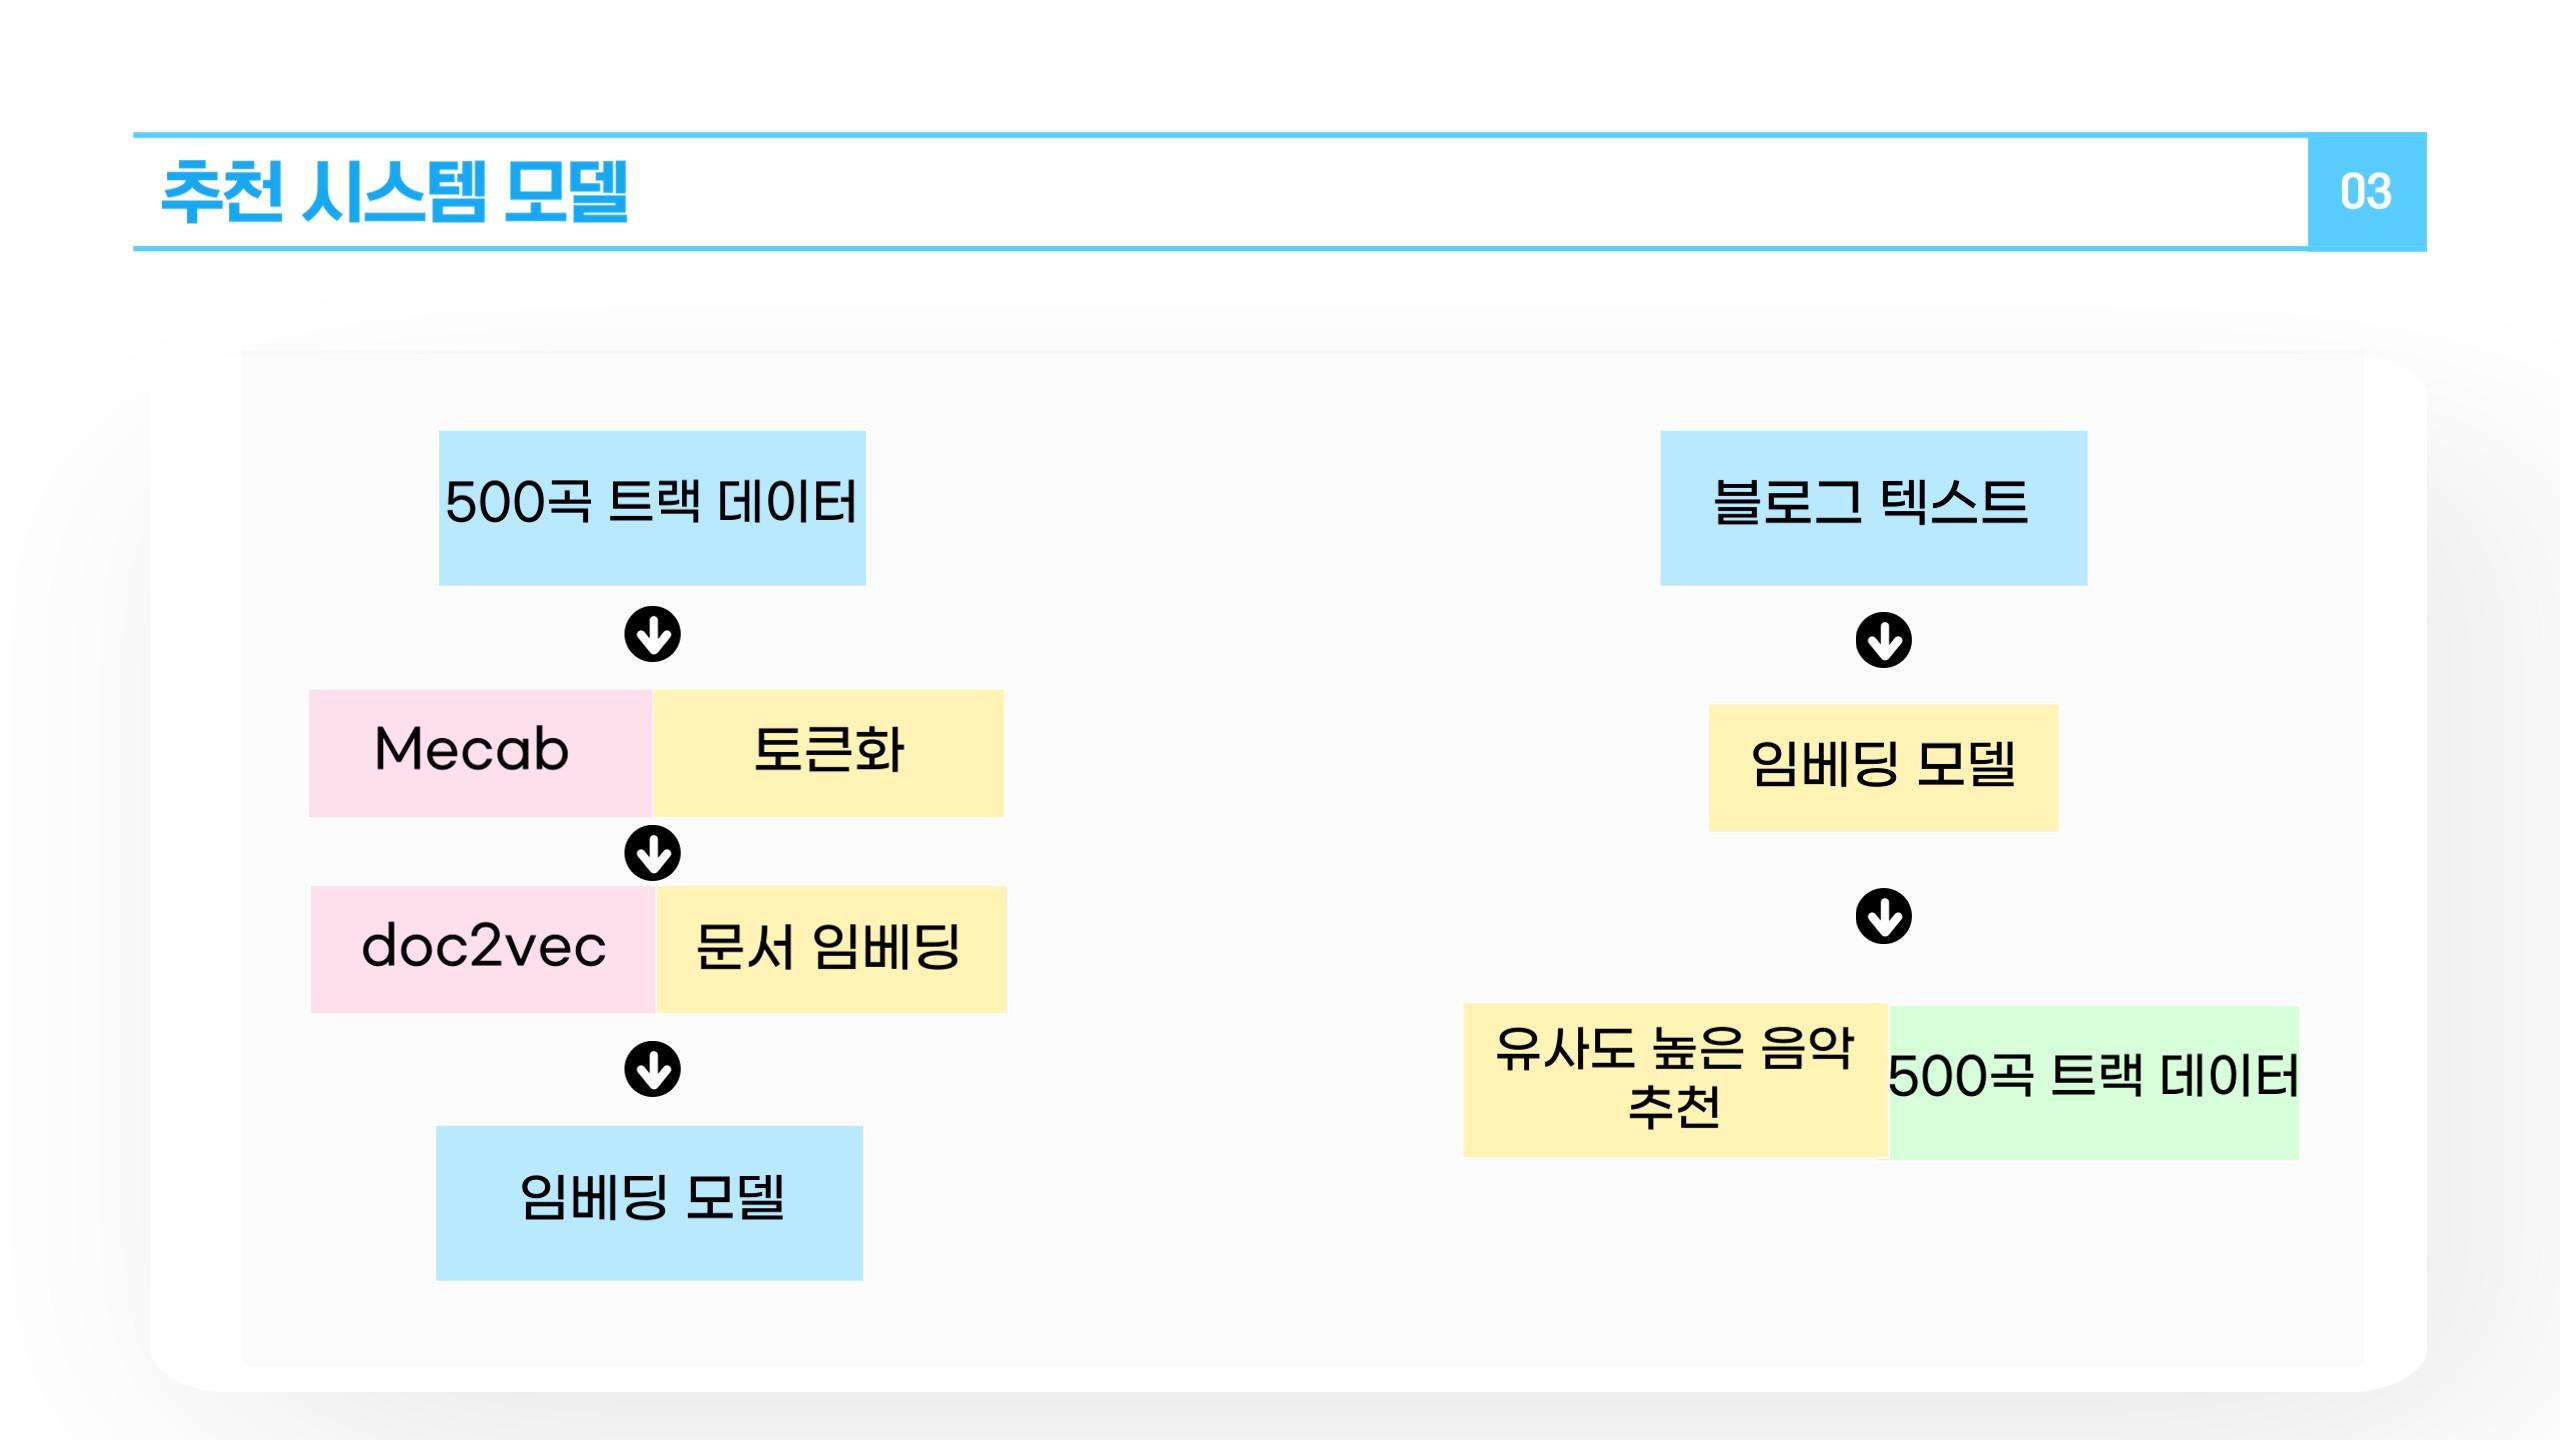 추천 시스템 모델
03
500곡 트랙 데이터
Mecab
토큰화
doc2vec
문서 임베딩
임베딩 모델
블로그 텍스트
임베딩 모델
유사도 높은 음악
추천
500곡 트랙 데이터